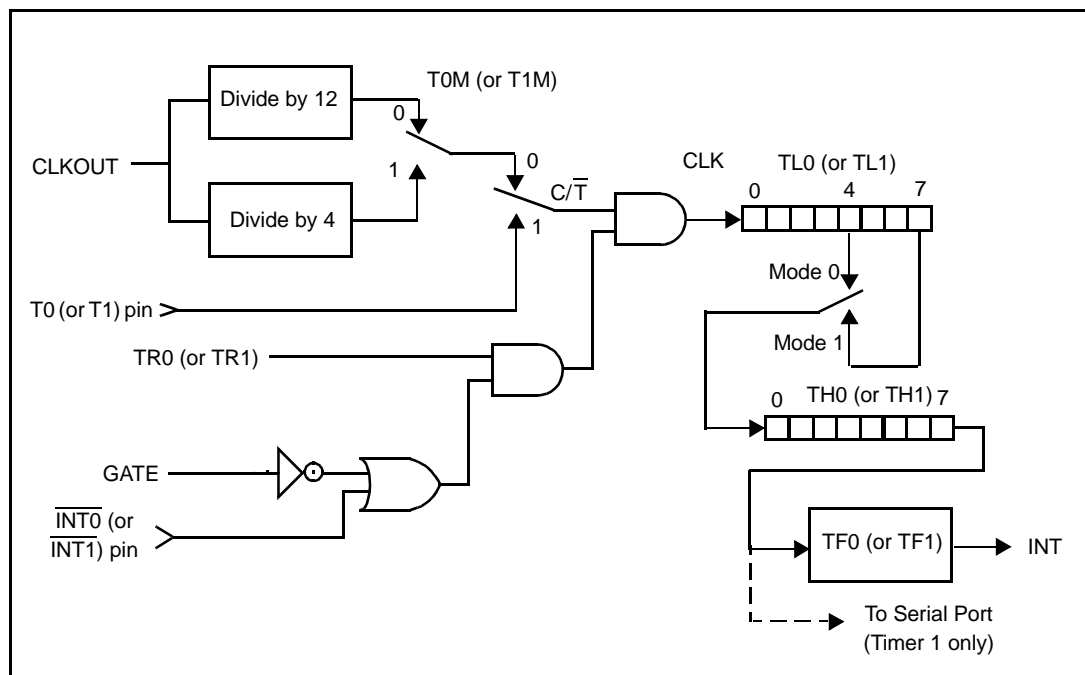 T0M (or T1M)
Divide by 12
0
CLKOUT
1
0
CLK
TL0 (or TL1)
0 4 7
C/T̅
Divide by 4
1
Mode 0
T0 (or T1) pin
Mode 1
TR0 (or TR1)
TH0 (or TH1)
0 7
GATE
I̅N̅T̅0̅ (or
I̅N̅T̅1̅) pin
TF0 (or TF1)
INT
To Serial Port
(Timer 1 only)